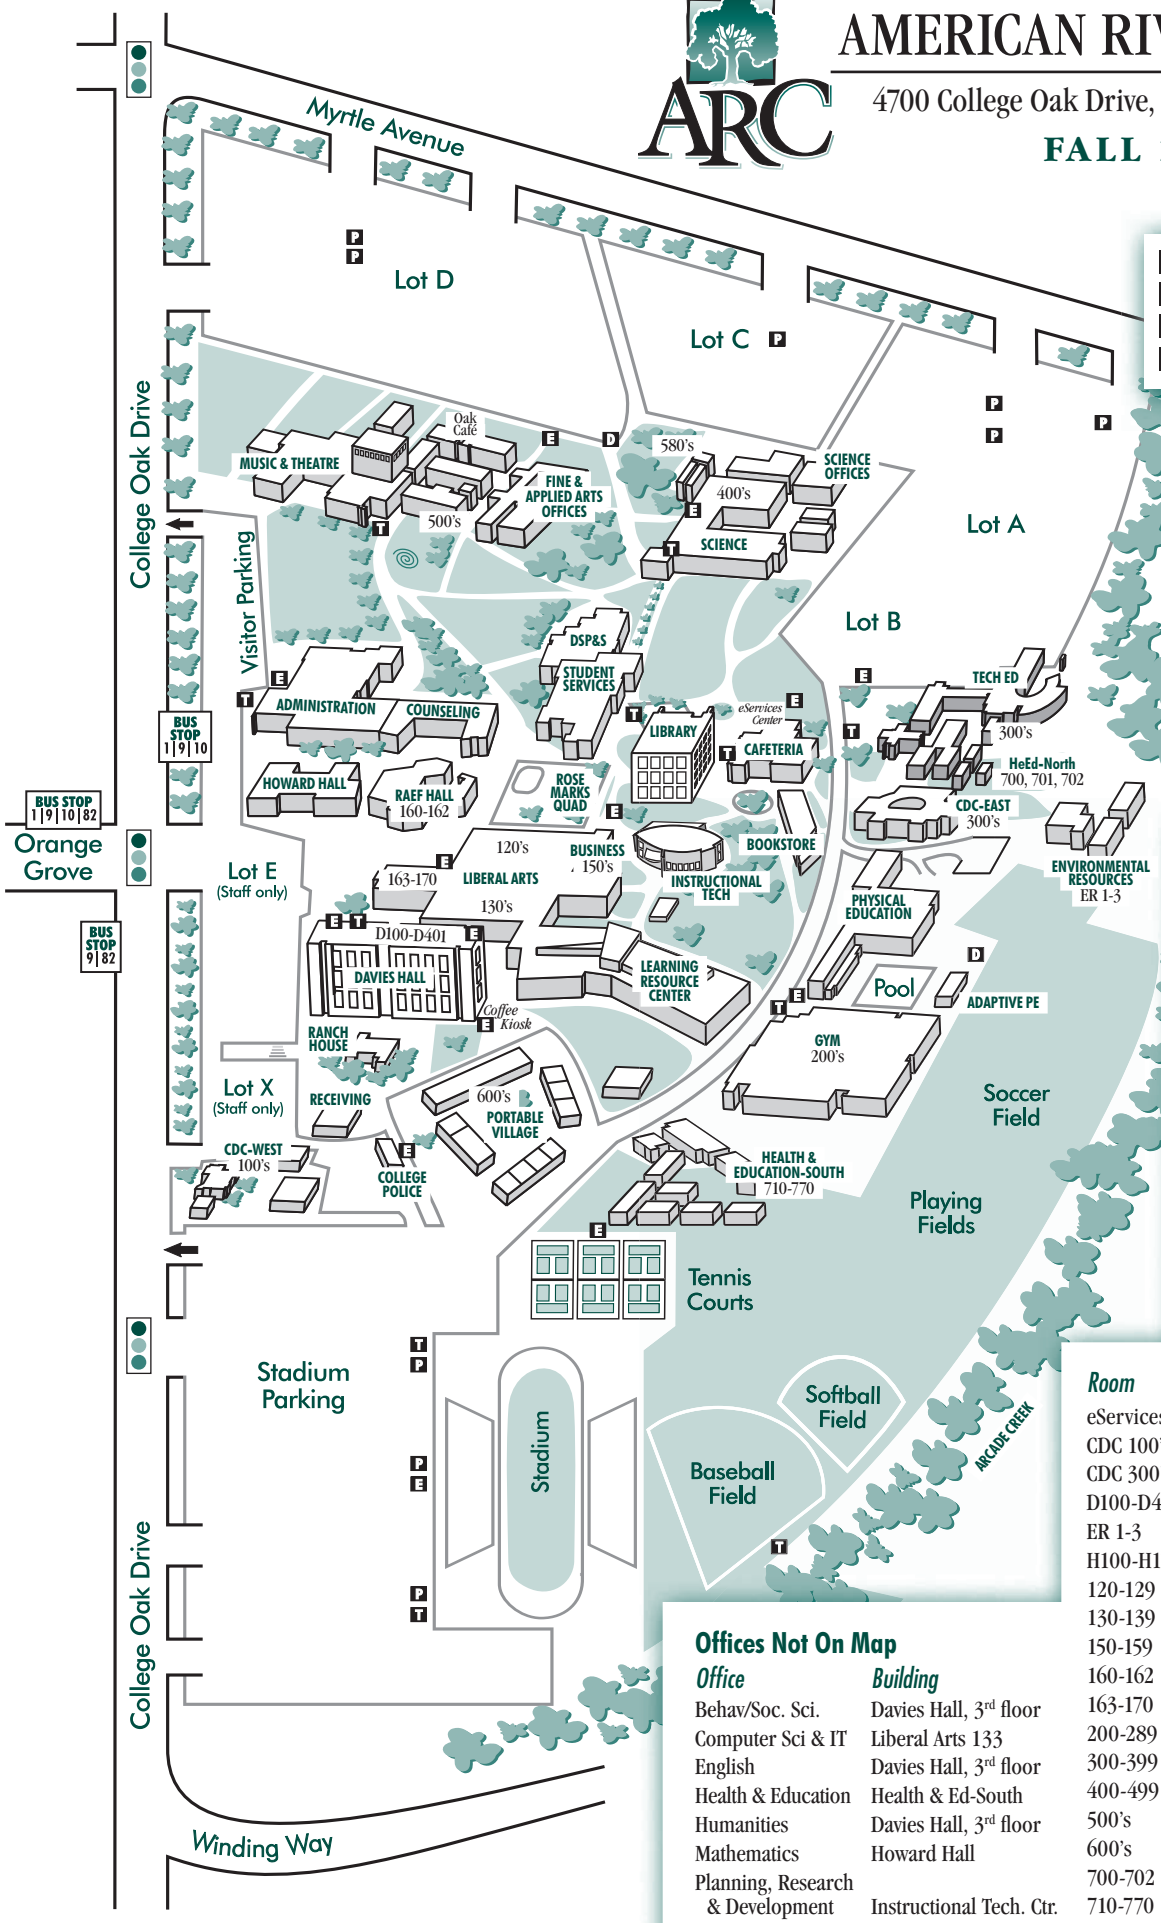 AMERICAN RIV
4700 College Oak Drive,
FALL
ARC
Myrtle Avenue
P
P
Lot D
Lot C P
P
P
P
College Oak Drive
Oak
Café
E
D
580's
MUSIC & THEATRE
FINE &
APPLIED ARTS
OFFICES
SCIENCE
OFFICES
400's
E
500's
T
T
SCIENCE
Lot A
Visitor Parking
Lot B
DSP&S
STUDENT
SERVICES
E
T
ADMINISTRATION
COUNSELING
T
LIBRARY
eServices
Center
E
T
CAFETERIA
E
T
TECH ED
300's
BUS
STOP
1|9|10
HOWARD HALL
RAEF HALL
160-162
ROSE
MARKS
QUAD
E
HeEd-North
700, 701, 702
CDC-EAST
300's
BUS STOP
1|9|10|82
Orange
Grove
Lot E
(Staff only)
E
163-170
120's
LIBERAL ARTS
130's
BUSINESS
150's
INSTRUCTIONAL
TECH
BOOKSTORE
ENVIRONMENTAL
RESOURCES
ER 1-3
PHYSICAL
EDUCATION
BUS
STOP
9|82
E T
D100-D401
E
DAVIES HALL
LEARNING
RESOURCE
CENTER
D
Pool
ADAPTIVE PE
T E
Coffee
Kiosk
E
RANCH
HOUSE
GYM
200's
Lot X
(Staff only)
RECEIVING
600's
PORTABLE
VILLAGE
Soccer
Field
CDC-WEST
100's
E
COLLEGE
POLICE
HEALTH &
EDUCATION-SOUTH
710-770
Playing
Fields
E
Tennis
Courts
T
P
Stadium
Parking
P
E
P
T
Stadium
Softball
Field
Baseball
Field
ARCADE CREEK
T
College Oak Drive
Winding Way
Offices Not On Map
Office Building
Behav/Soc. Sci. Davies Hall, 3rd floor
Computer Sci & IT Liberal Arts 133
English Davies Hall, 3rd floor
Health & Education Health & Ed-South
Humanities Davies Hall, 3rd floor
Mathematics Howard Hall
Planning, Research
& Development Instructional Tech. Ctr.
Room
eServices
CDC 100'
CDC 300
D100-D4
ER 1-3
H100-H1
120-129
130-139
150-159
160-162
163-170
200-289
300-399
400-499
500's
600's
700-702
710-770